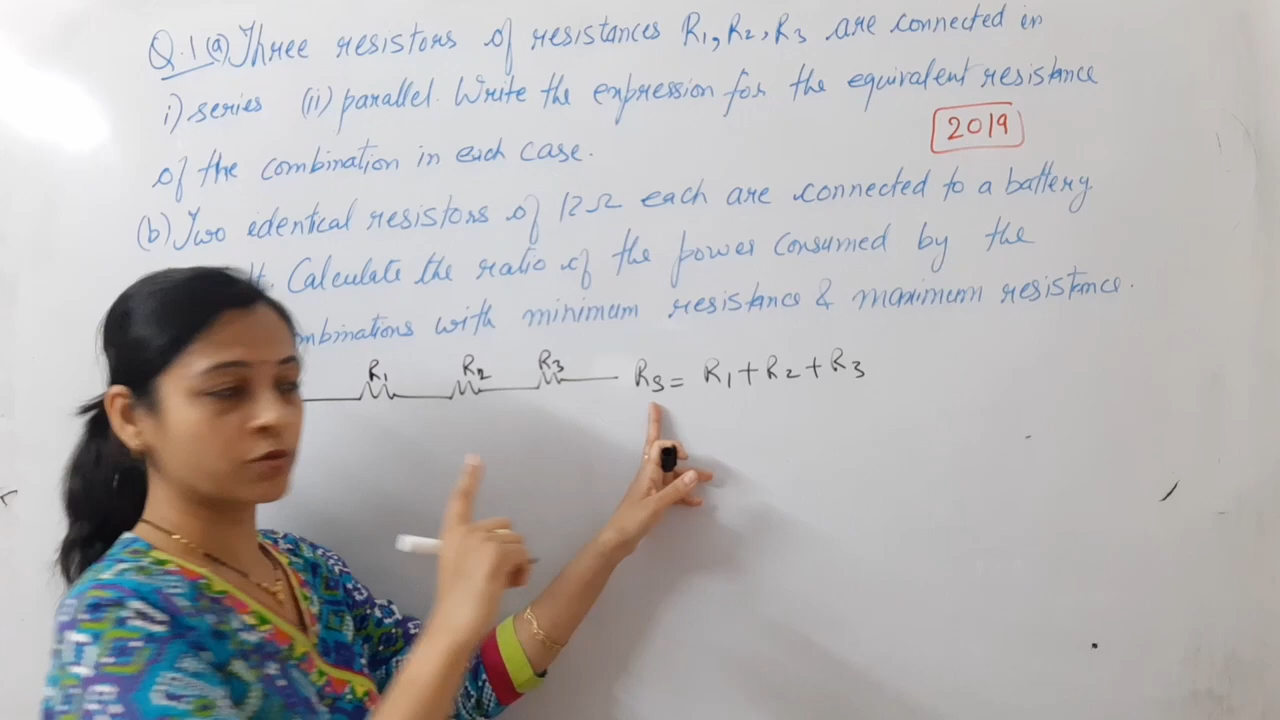 Q.1(a) Three resistors of resistances R1, R2, R3 are connected in
i) series (ii) parallel. Write the expression for the equivalent resistance
of the combination in each case.
2019
(b) Two identical resistors of 12Ω each are connected to a battery
Calculate the ratio of the power consumed by the
with minimum resistance & maximum resistance.
R1 R2 R3 Rs = R1 + R2 + R3